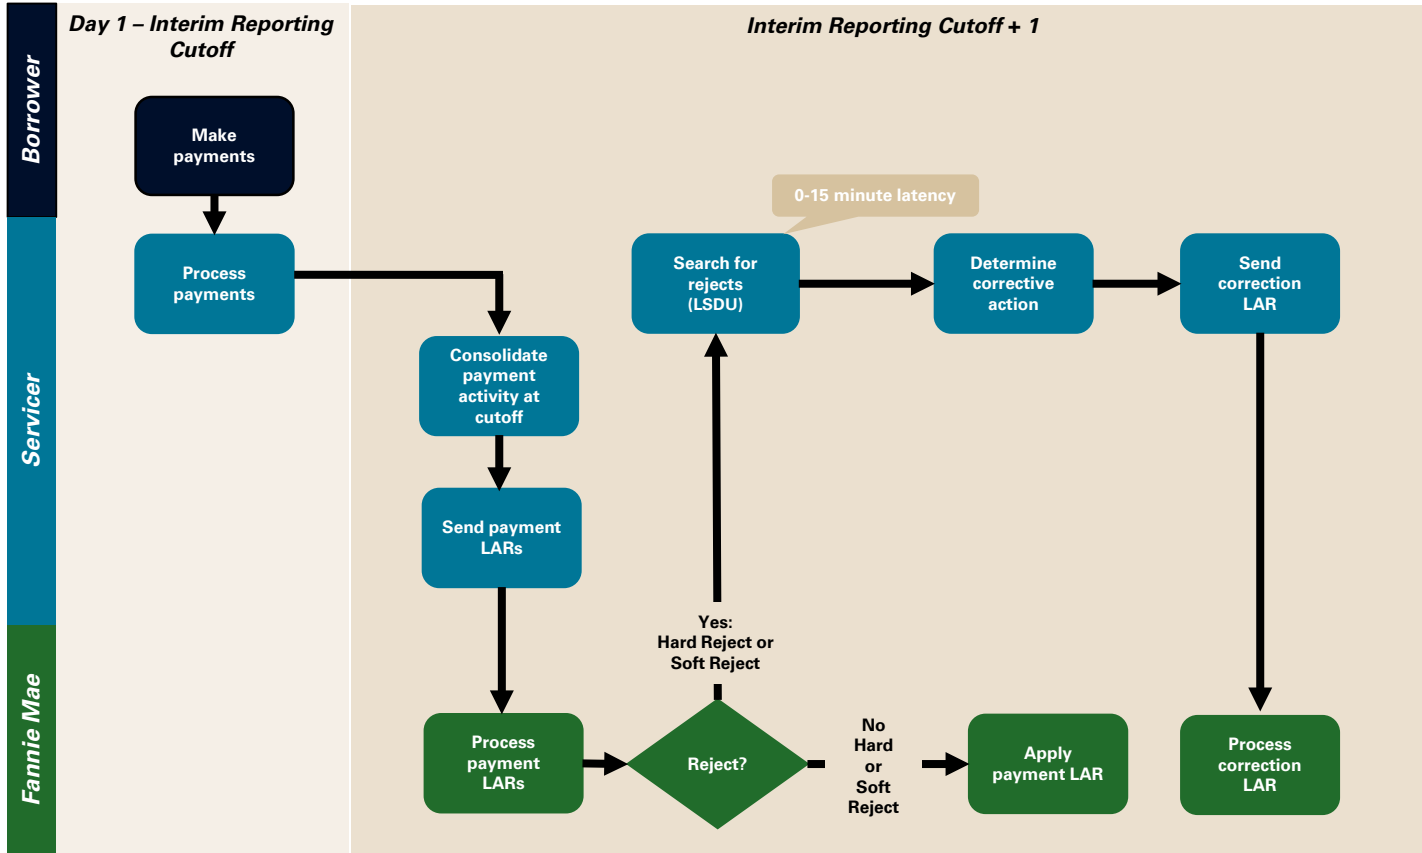 Day 1 – Interim Reporting
Cutoff
Interim Reporting Cutoff + 1
Borrower
Make
payments
0-15 minute latency
Servicer
Process
payments
Search for
rejects
(LSDU)
Determine
corrective
action
Send
correction
LAR
Consolidate
payment
activity at
cutoff
Send payment
LARs
Yes:
Hard Reject or
Soft Reject
Fannie Mae
Process
payment
LARs
Reject?
No
Hard
or
Soft
Reject
Apply
payment LAR
Process
correction
LAR